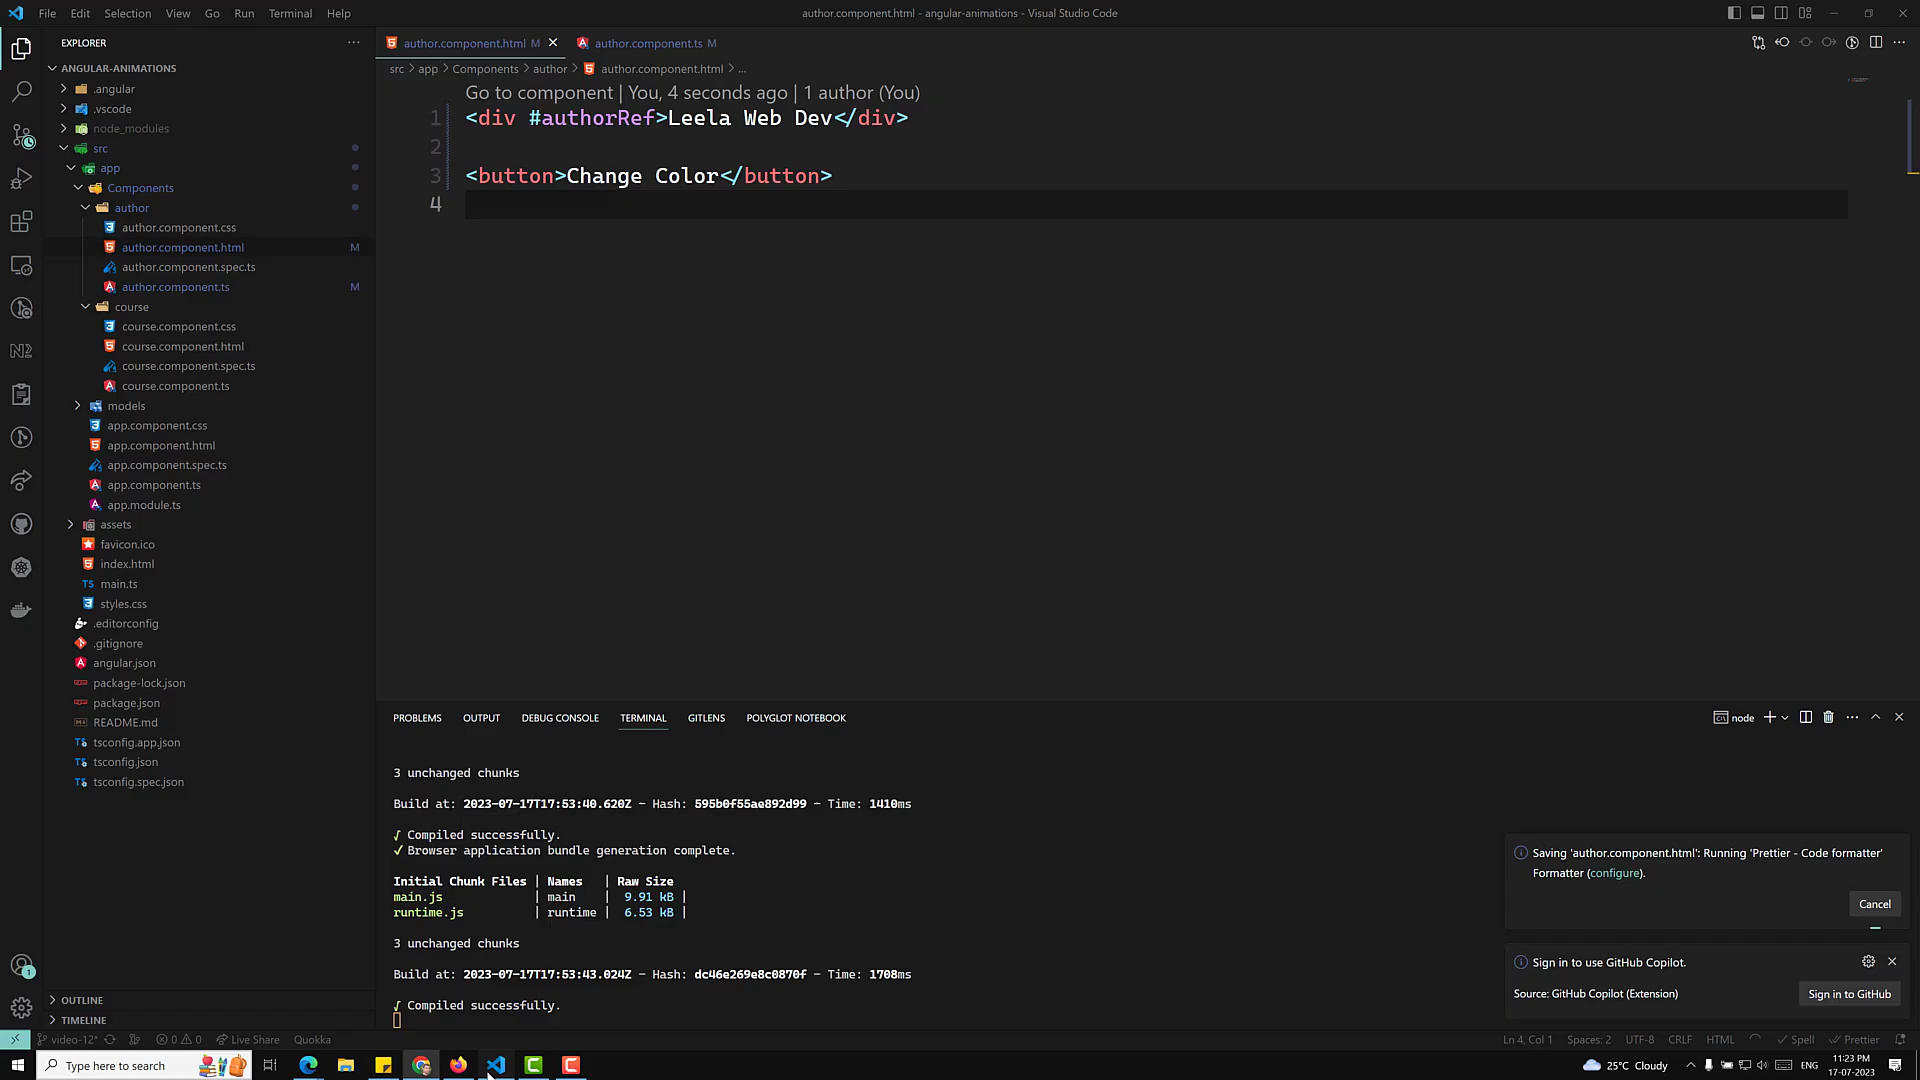 File Edit Selection View Go Run Terminal Help
author.component.html - angular-animations - Visual Studio Code
EXPLORER
ANGULAR-ANIMATIONS
.angular
.vscode
node_modules
src
app
Components
author
author.component.css
author.component.html M
author.component.spec.ts
author.component.ts M
course
course.component.css
course.component.html
course.component.spec.ts
course.component.ts
models
app.component.css
app.component.html
app.component.spec.ts
app.component.ts
app.module.ts
assets
favicon.ico
index.html
main.ts
styles.css
.editorconfig
.gitignore
angular.json
package-lock.json
package.json
README.md
tsconfig.app.json
tsconfig.json
tsconfig.spec.json
OUTLINE
TIMELINE
author.component.html M author.component.ts M
src > app > Components > author > author.component.html > ...
Go to component | You, 4 seconds ago | 1 author (You)
1 <div #authorRef>Leela Web Dev</div>
2
3 <button>Change Color</button>
4
PROBLEMS OUTPUT DEBUG CONSOLE TERMINAL GITLENS POLYGLOT NOTEBOOK
node
3 unchanged chunks
Build at: 2023-07-17T17:53:40.620Z - Hash: 595b0f55ae892d99 - Time: 1410ms
√ Compiled successfully.
✓ Browser application bundle generation complete.
Initial Chunk Files | Names | Raw Size
main.js | main | 9.91 kB |
runtime.js | runtime | 6.53 kB |
3 unchanged chunks
Build at: 2023-07-17T17:53:43.024Z - Hash: dc46e269e8c0870f - Time: 1708ms
√ Compiled successfully.
Saving 'author.component.html': Running 'Prettier - Code formatter'
Formatter (configure).
Cancel
Sign in to use GitHub Copilot.
Source: GitHub Copilot (Extension)
Sign in to GitHub
1
video-12* 0 0 Live Share Quokka
Ln 4, Col 1 Spaces: 2 UTF-8 CRLF HTML Spell Prettier
Type here to search
25°C Cloudy ENG
11:23 PM
17-07-2023